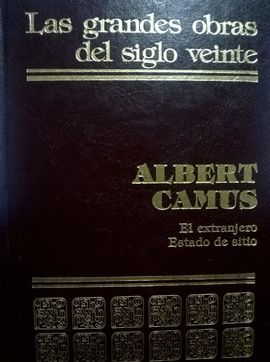 Las grandes obras
del siglo veinte
ALBERT
CAMUS
El extranjero
Estado de sitio